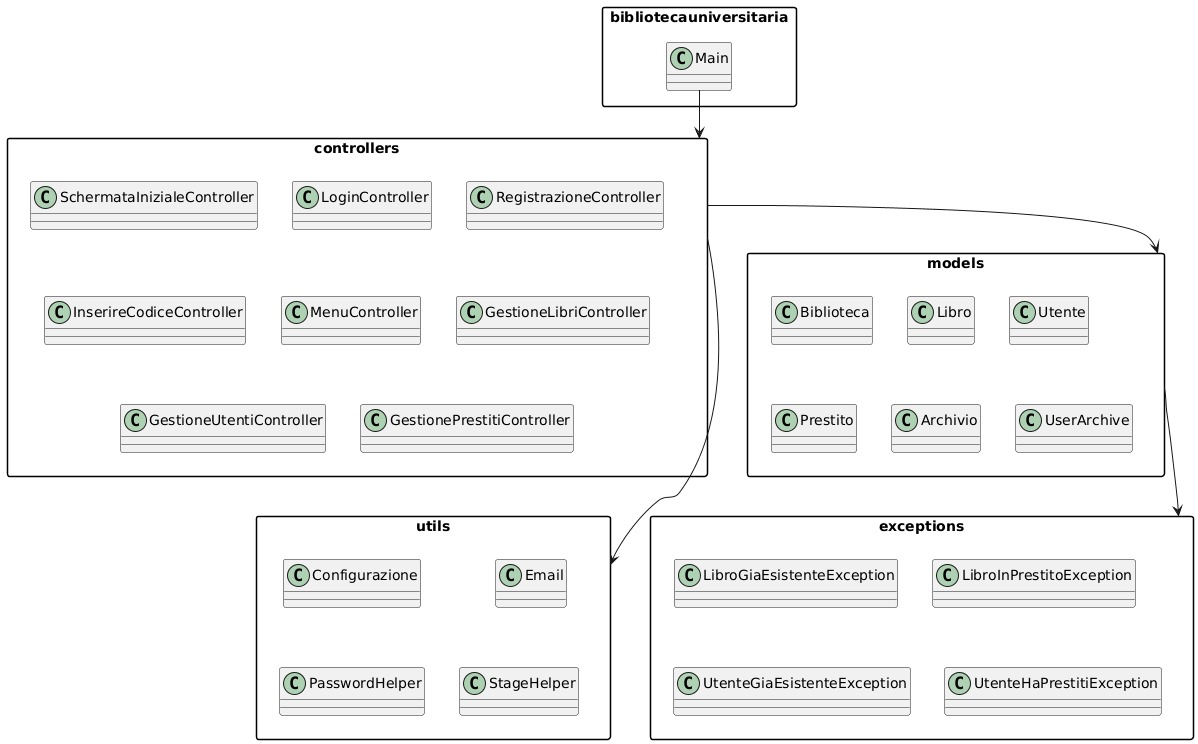 bibliotecauniversitaria
C Main
controllers
C SchermataInizialeController
C LoginController
C RegistrazioneController
C InserireCodiceController
C MenuController
C GestioneLibriController
C GestioneUtentiController
C GestionePrestitiController
models
C Biblioteca
C Libro
C Utente
C Prestito
C Archivio
C UserArchive
utils
C Configurazione
C Email
C PasswordHelper
C StageHelper
exceptions
C LibroGiaEsistenteException
C LibroInPrestitoException
C UtenteGiaEsistenteException
C UtenteHaPrestitiException